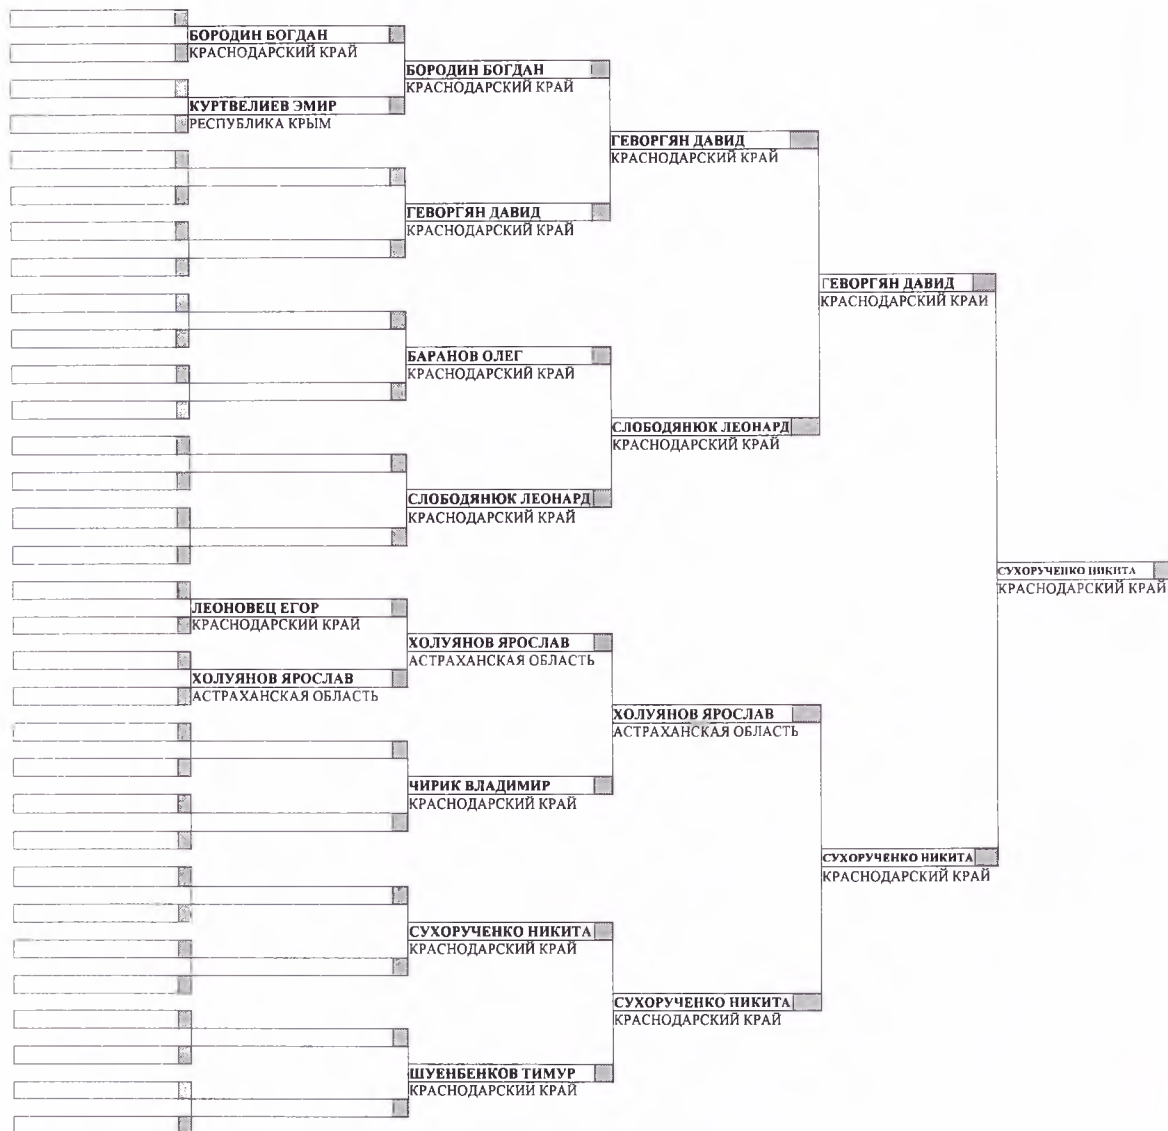 БОРОДИН БОГДАН
КРАСНОДАРСКИЙ КРАЙ
КУРТВЕЛИЕВ ЭМИР
РЕСПУБЛИКА КРЫМ
ЛЕОНОВЕЦ ЕГОР
КРАСНОДАРСКИЙ КРАЙ
ХОЛУЯНОВ ЯРОСЛАВ
АСТРАХАНСКАЯ ОБЛАСТЬ
БОРОДИН БОГДАН
КРАСНОДАРСКИЙ КРАЙ
ГЕВОРГЯН ДАВИД
КРАСНОДАРСКИЙ КРАЙ
БАРАНОВ ОЛЕГ
КРАСНОДАРСКИЙ КРАЙ
СЛОБОДЯНЮК ЛЕОНАРД
КРАСНОДАРСКИЙ КРАЙ
ХОЛУЯНОВ ЯРОСЛАВ
АСТРАХАНСКАЯ ОБЛАСТЬ
ЧИРИК ВЛАДИМИР
КРАСНОДАРСКИЙ КРАЙ
СУХОРУЧЕНКО НИКИТА
КРАСНОДАРСКИЙ КРАЙ
ШУЕНБЕНКОВ ТИМУР
КРАСНОДАРСКИЙ КРАЙ
ГЕВОРГЯН ДАВИД
КРАСНОДАРСКИЙ КРАЙ
СЛОБОДЯНЮК ЛЕОНАРД
КРАСНОДАРСКИЙ КРАЙ
ХОЛУЯНОВ ЯРОСЛАВ
АСТРАХАНСКАЯ ОБЛАСТЬ
СУХОРУЧЕНКО НИКИТА
КРАСНОДАРСКИЙ КРАЙ
ГЕВОРГЯН ДАВИД
КРАСНОДАРСКИЙ КРАЙ
СУХОРУЧЕНКО НИКИТА
КРАСНОДАРСКИЙ КРАЙ
СУХОРУЧЕНКО НИКИТА
КРАСНОДАРСКИЙ КРАЙ